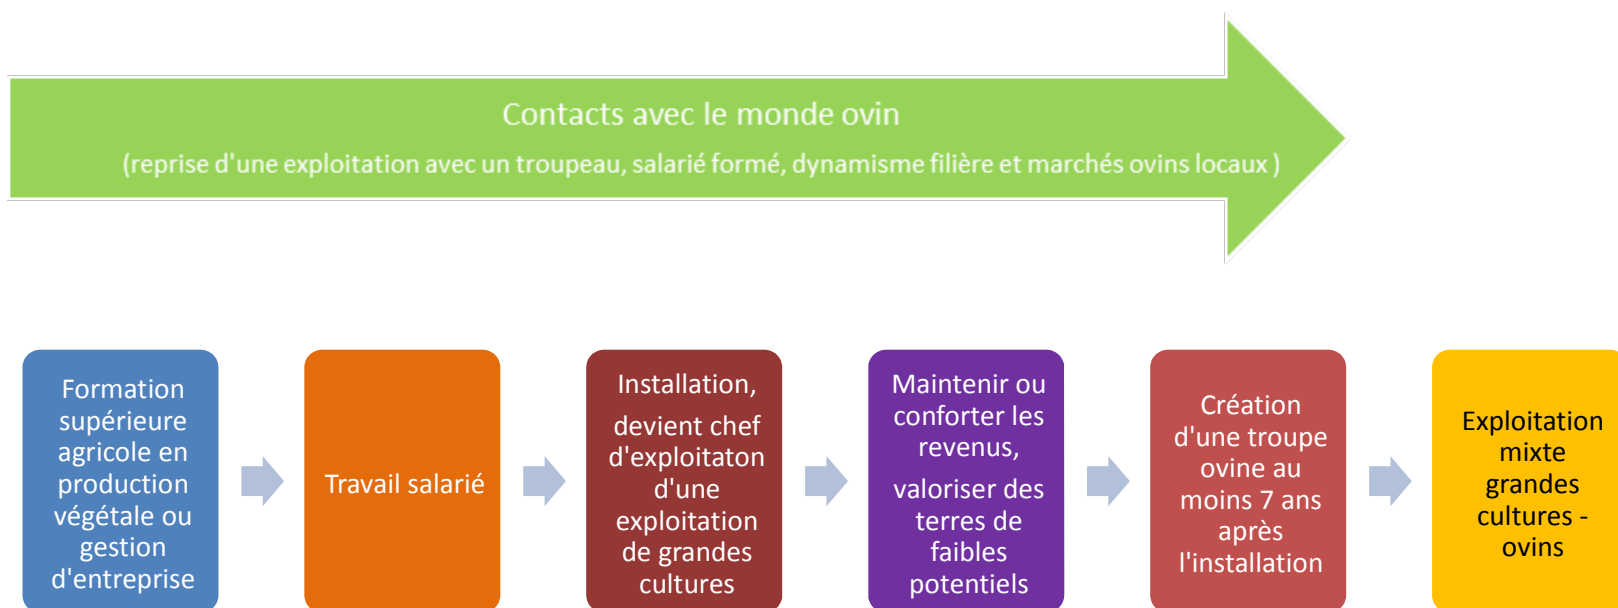 Contacts avec le monde ovin
(reprise d'une exploitation avec un troupeau, salarié formé, dynamisme filière et marchés ovins locaux )
Formation
supérieure
agricole en
production
végétale ou
gestion
d'entreprise
Travail salarié
Installation,
devient chef
d'exploitaton
d'une
exploitation
de grandes
cultures
Maintenir ou
conforter les
revenus,
valoriser des
terres de
faibles
potentiels
Création
d'une troupe
ovine au
moins 7 ans
après
l'installation
Exploitation
mixte
grandes
cultures -
ovins